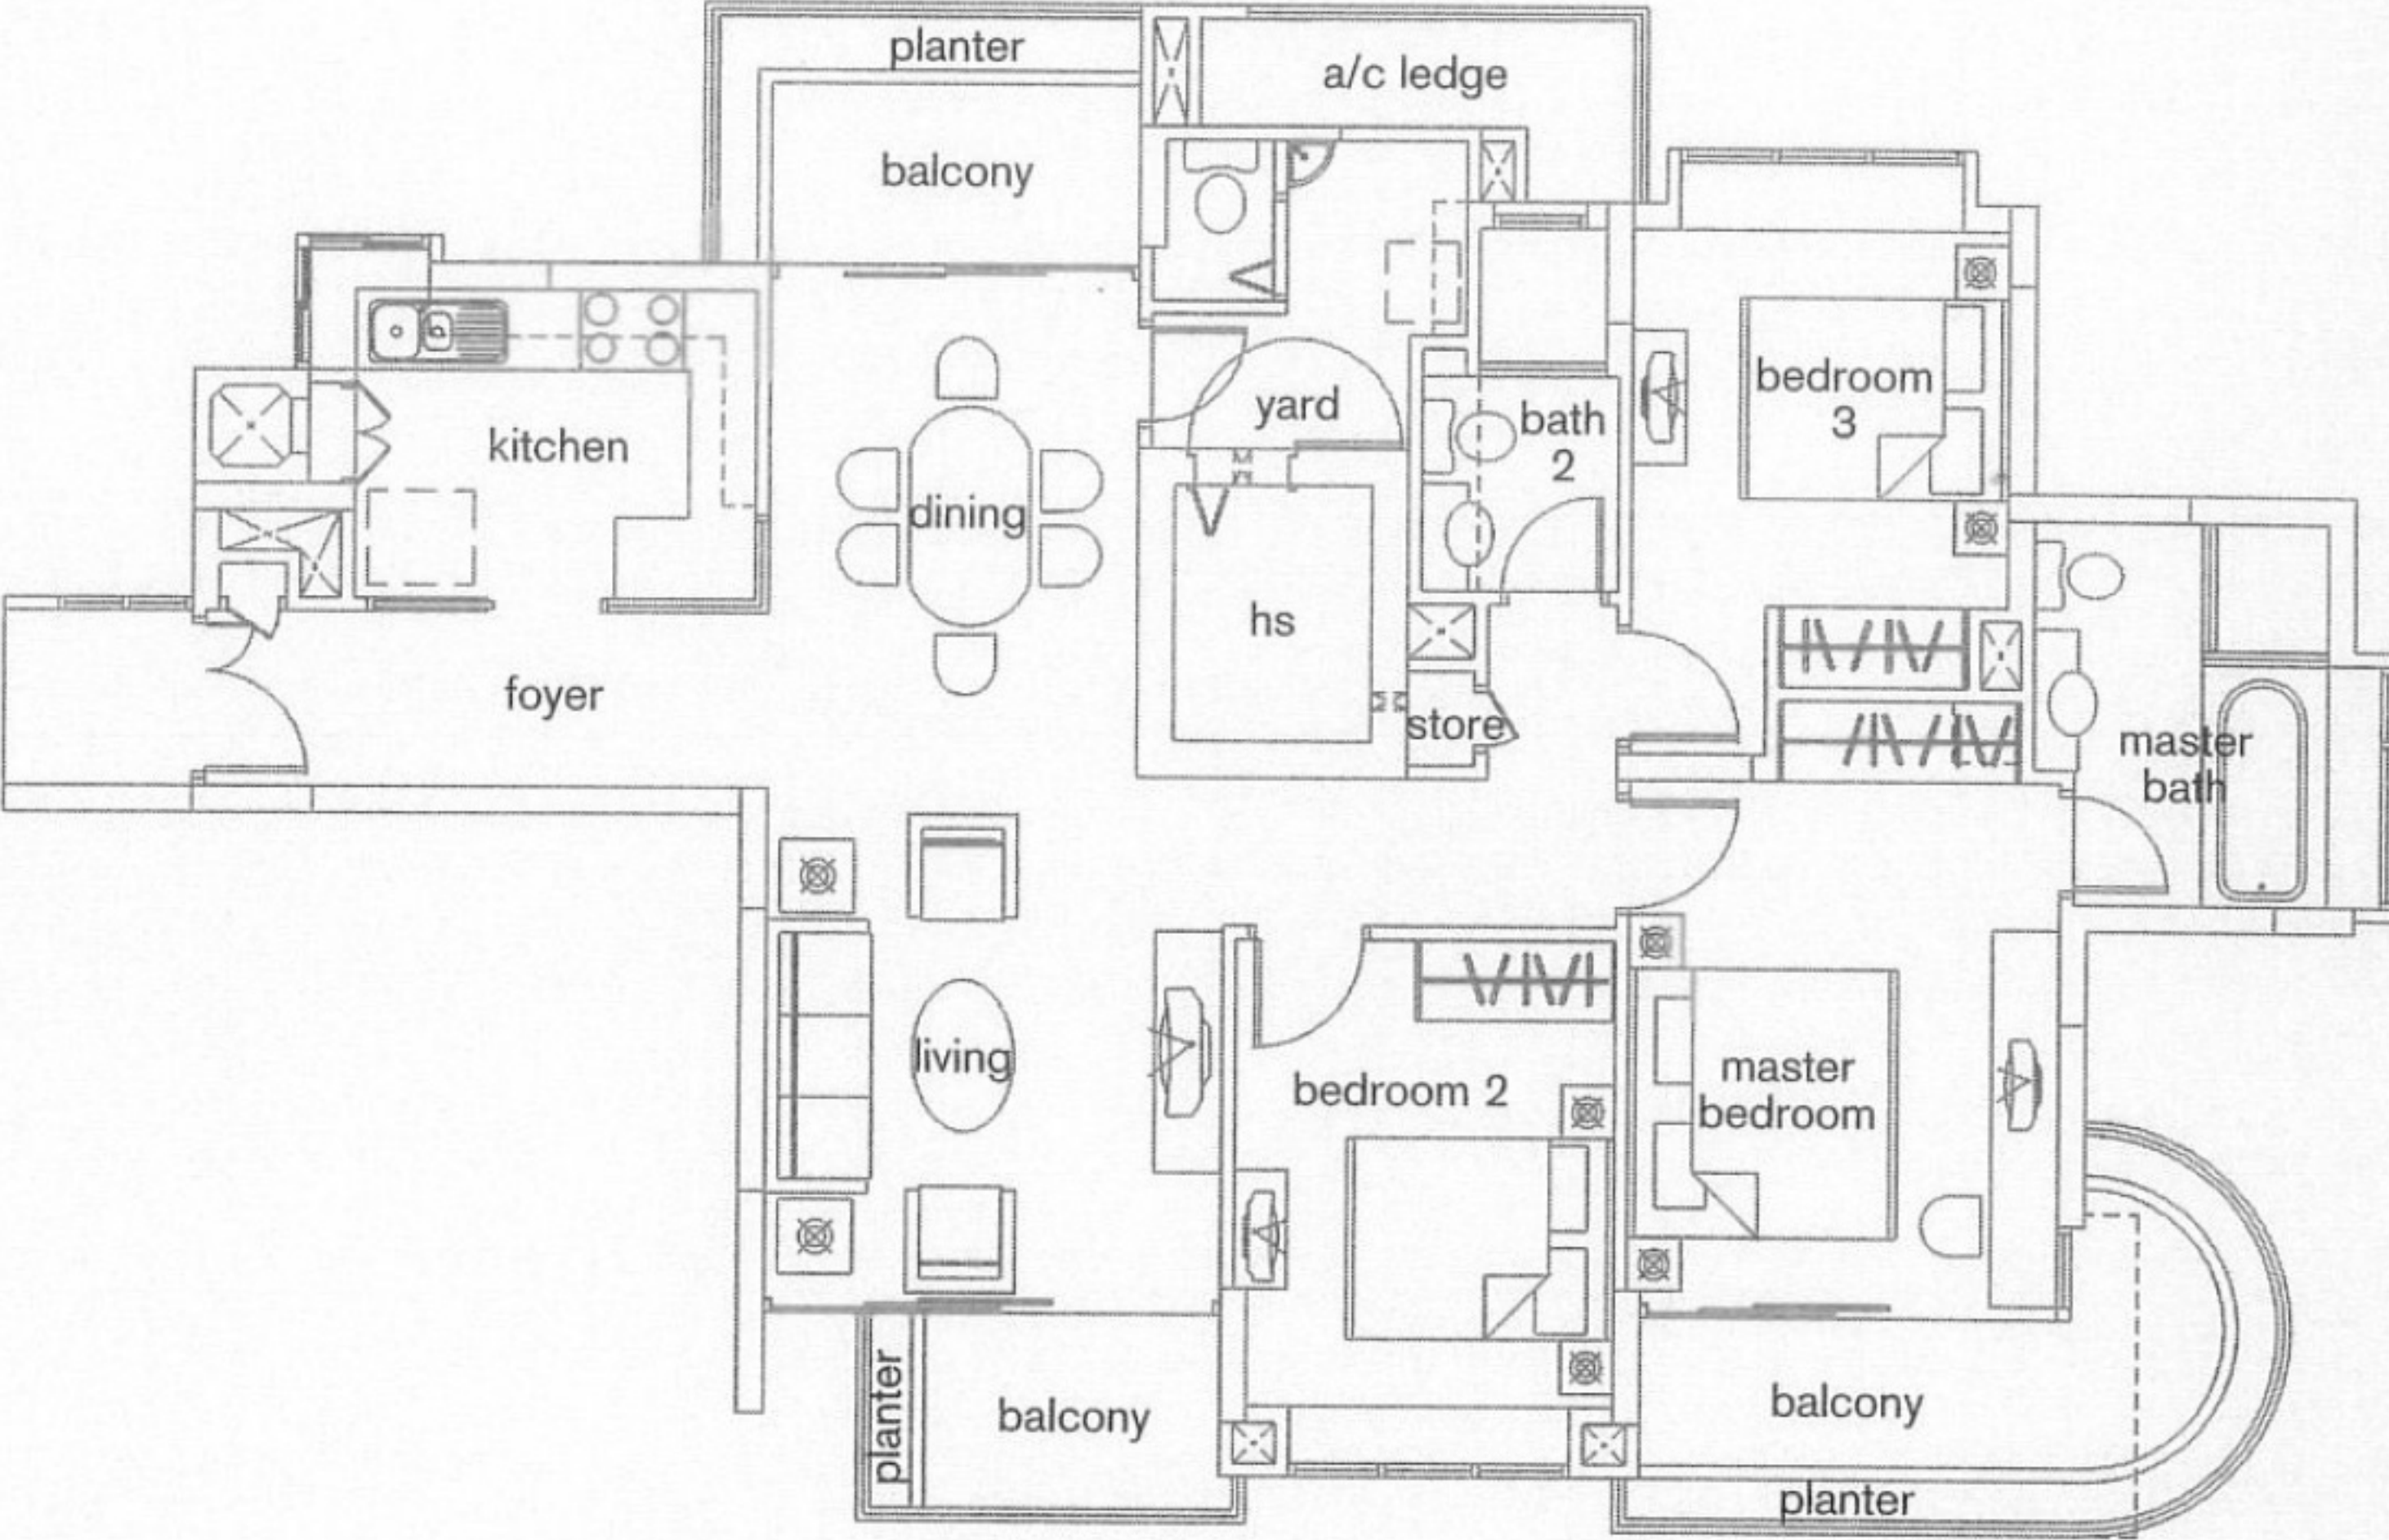 planter
a/c ledge
balcony
kitchen
dining
yard
bath
2
bedroom
3
hs
foyer
store
master
bath
living
bedroom 2
master
bedroom
planter
balcony
balcony
planter